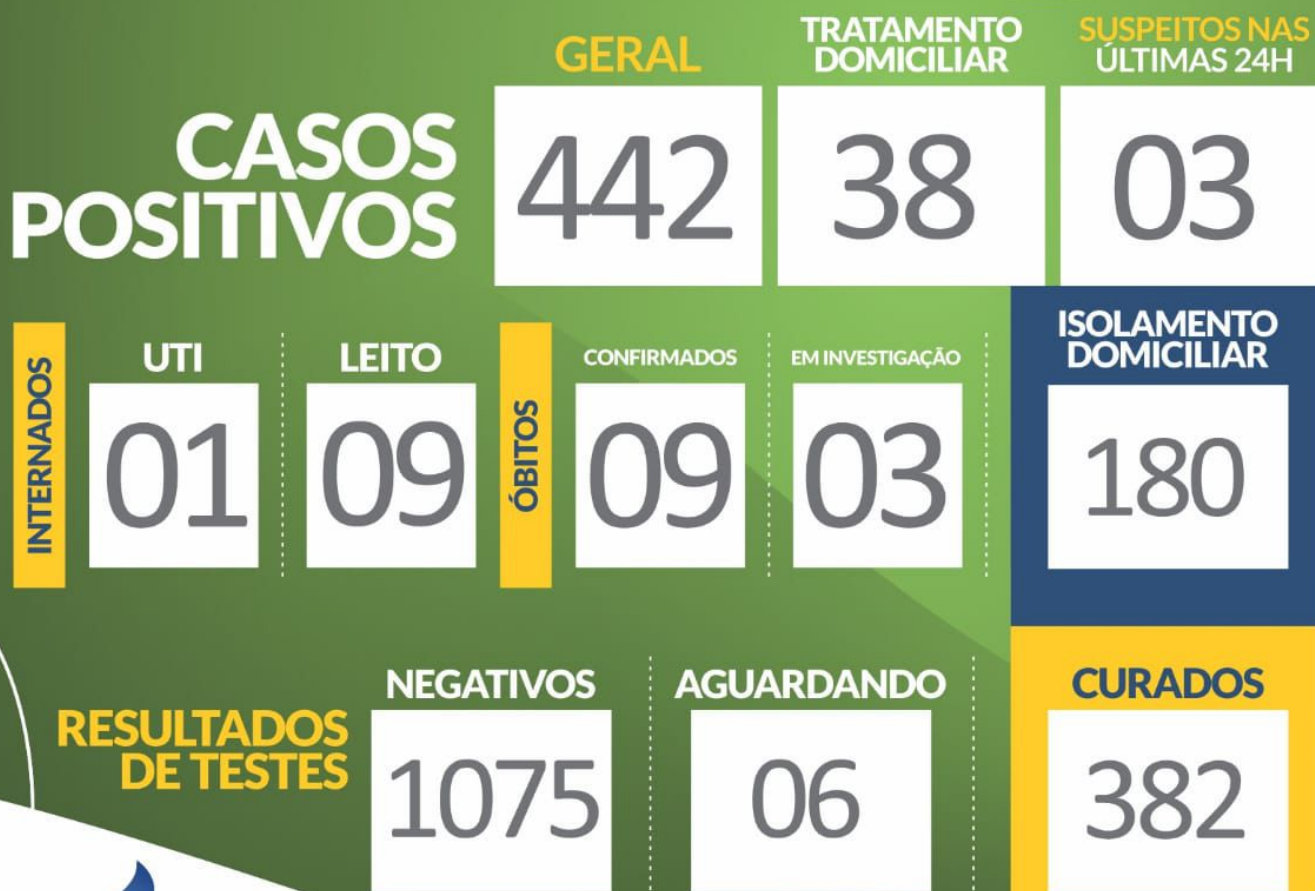 CASOS
POSITIVOS
GERAL
442
TRATAMENTO
DOMICILIAR
38
SUSPEITOS NAS
ÚLTIMAS 24H
03
INTERNADOS
UTI
01
LEITO
09
ÓBITOS
CONFIRMADOS
09
EM INVESTIGAÇÃO
03
ISOLAMENTO
DOMICILIAR
180
RESULTADOS
DE TESTES
NEGATIVOS
1075
AGUARDANDO
06
CURADOS
382